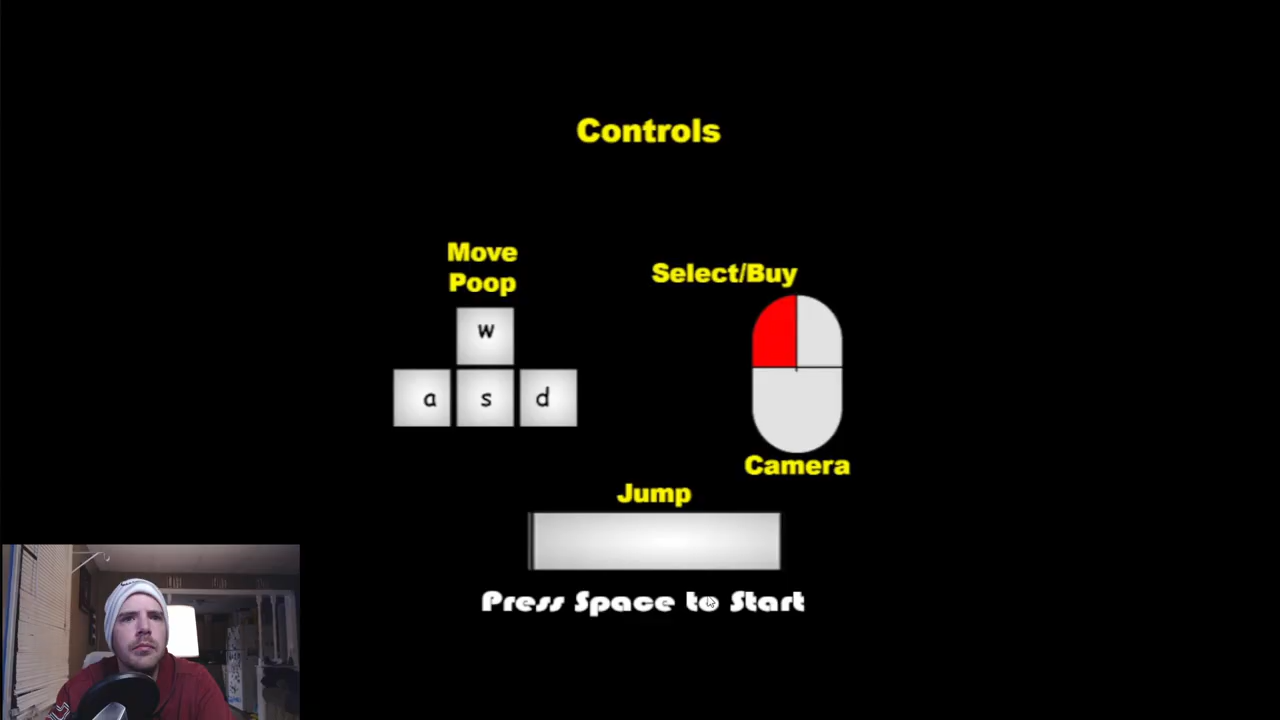 Controls
Move
Poop
Select/Buy
w
a s d
Camera
Jump
Press Space to Start